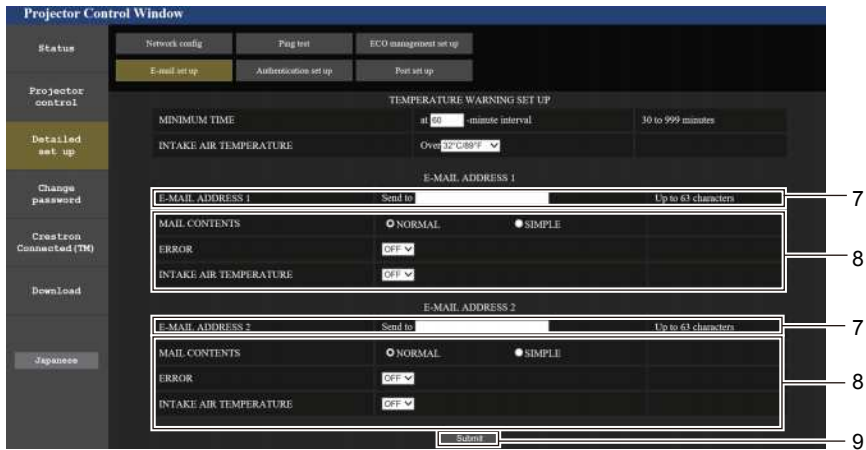 Projector Control Window
Status
Network config Ping test ECO management set up
E-mail set up Authentication set up Port set up
Projector
control
TEMPERATURE WARNING SET UP
MINIMUM TIME at 60 -minute interval 30 to 999 minutes
Detailed
set up
INTAKE AIR TEMPERATURE Over 32°C/89°F
E-MAIL ADDRESS 1
Change
password
E-MAIL ADDRESS 1 Send to Up to 63 characters 7
MAIL CONTENTS NORMAL SIMPLE
Crestron
Connected(TM)
ERROR OFF 8
INTAKE AIR TEMPERATURE OFF
Download
E-MAIL ADDRESS 2
E-MAIL ADDRESS 2 Send to Up to 63 characters 7
MAIL CONTENTS NORMAL SIMPLE
Japanese
ERROR OFF 8
INTAKE AIR TEMPERATURE OFF
Submit 9